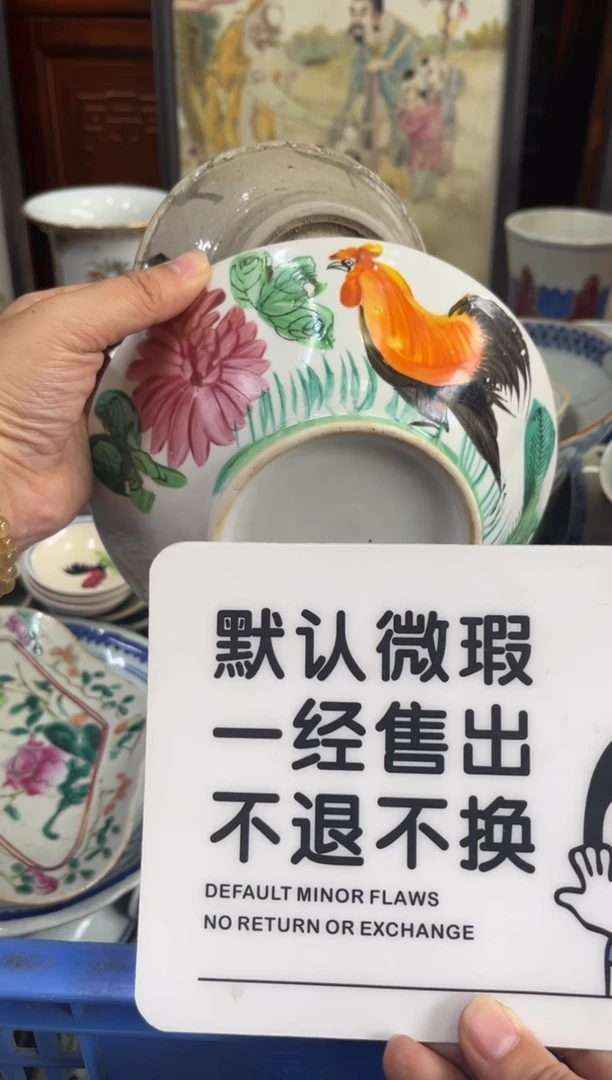 默认微瑕
一经售出
不退不换
DEFAULT MINOR FLAWS
NO RETURN OR EXCHANGE